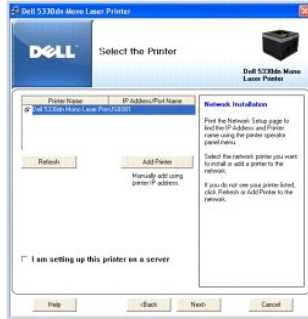 Dell 5330dn Mono Laser Printer
DELL
Select the Printer
Dell 5330dn Mono
Laser Printer
Printer Name
IP Address/Port Name
Dell 5330dn Mono Laser Prin USB001
Refresh
Add Printer
Manually add using
printer IP address.
I am setting up this printer on a server
Network Installation
Print the Network Setup page to
find the IP Address and Printer
name using the printer operator
panel menu.
Select the network printer you want
to install or add a printer to the
network.
If you do not see your printer listed,
click Refresh or Add Printer to the
network.
Help
<Back
Next>
Cancel